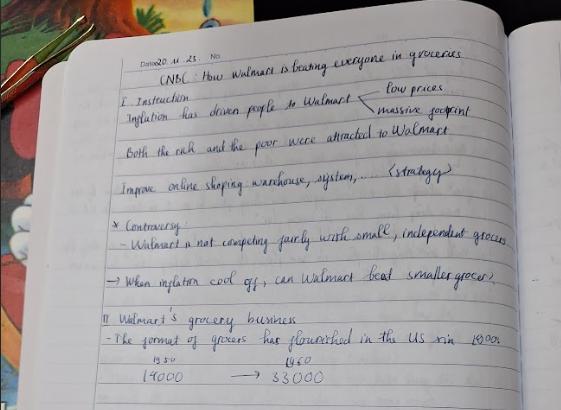 Date 20. 11. 23. No
CNBC: How Walmart is beating everyone in groceries
I. Instruction
low prices
Inflation has driven people to Walmart <
massive footprint
Both the rich and the poor were attracted to Walmart
Improve online shoping: warehouse, system, .... <strategy>
* Controversy:
- Walmart is not competing fairly with small, independent grocers
→ When inflation cool off, can Walmart beat smaller grocer?
II Walmart's grocery business
- The format of grocers has flourished in the US sin 1900s
1950 1960
14000 → 33000